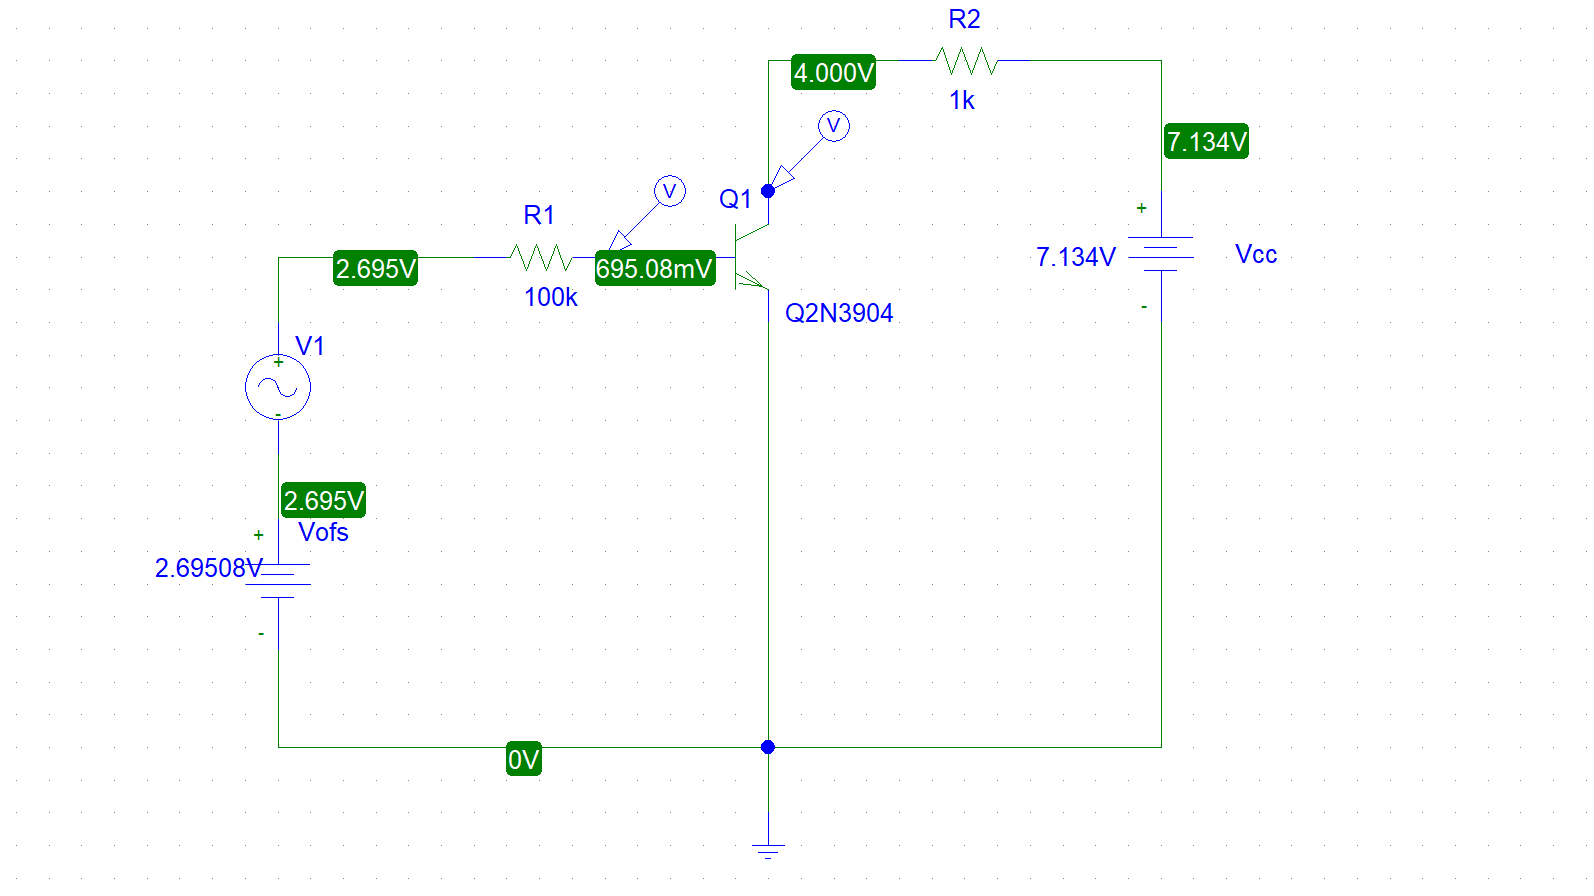 R2
4.000V
1k
V
7.134V
V
Q1
R1
2.695V
695.08mV
+
7.134V
Vcc
100k
-
Q2N3904
V1
+
-
2.695V
+
Vofs
2.69508V
-
0V